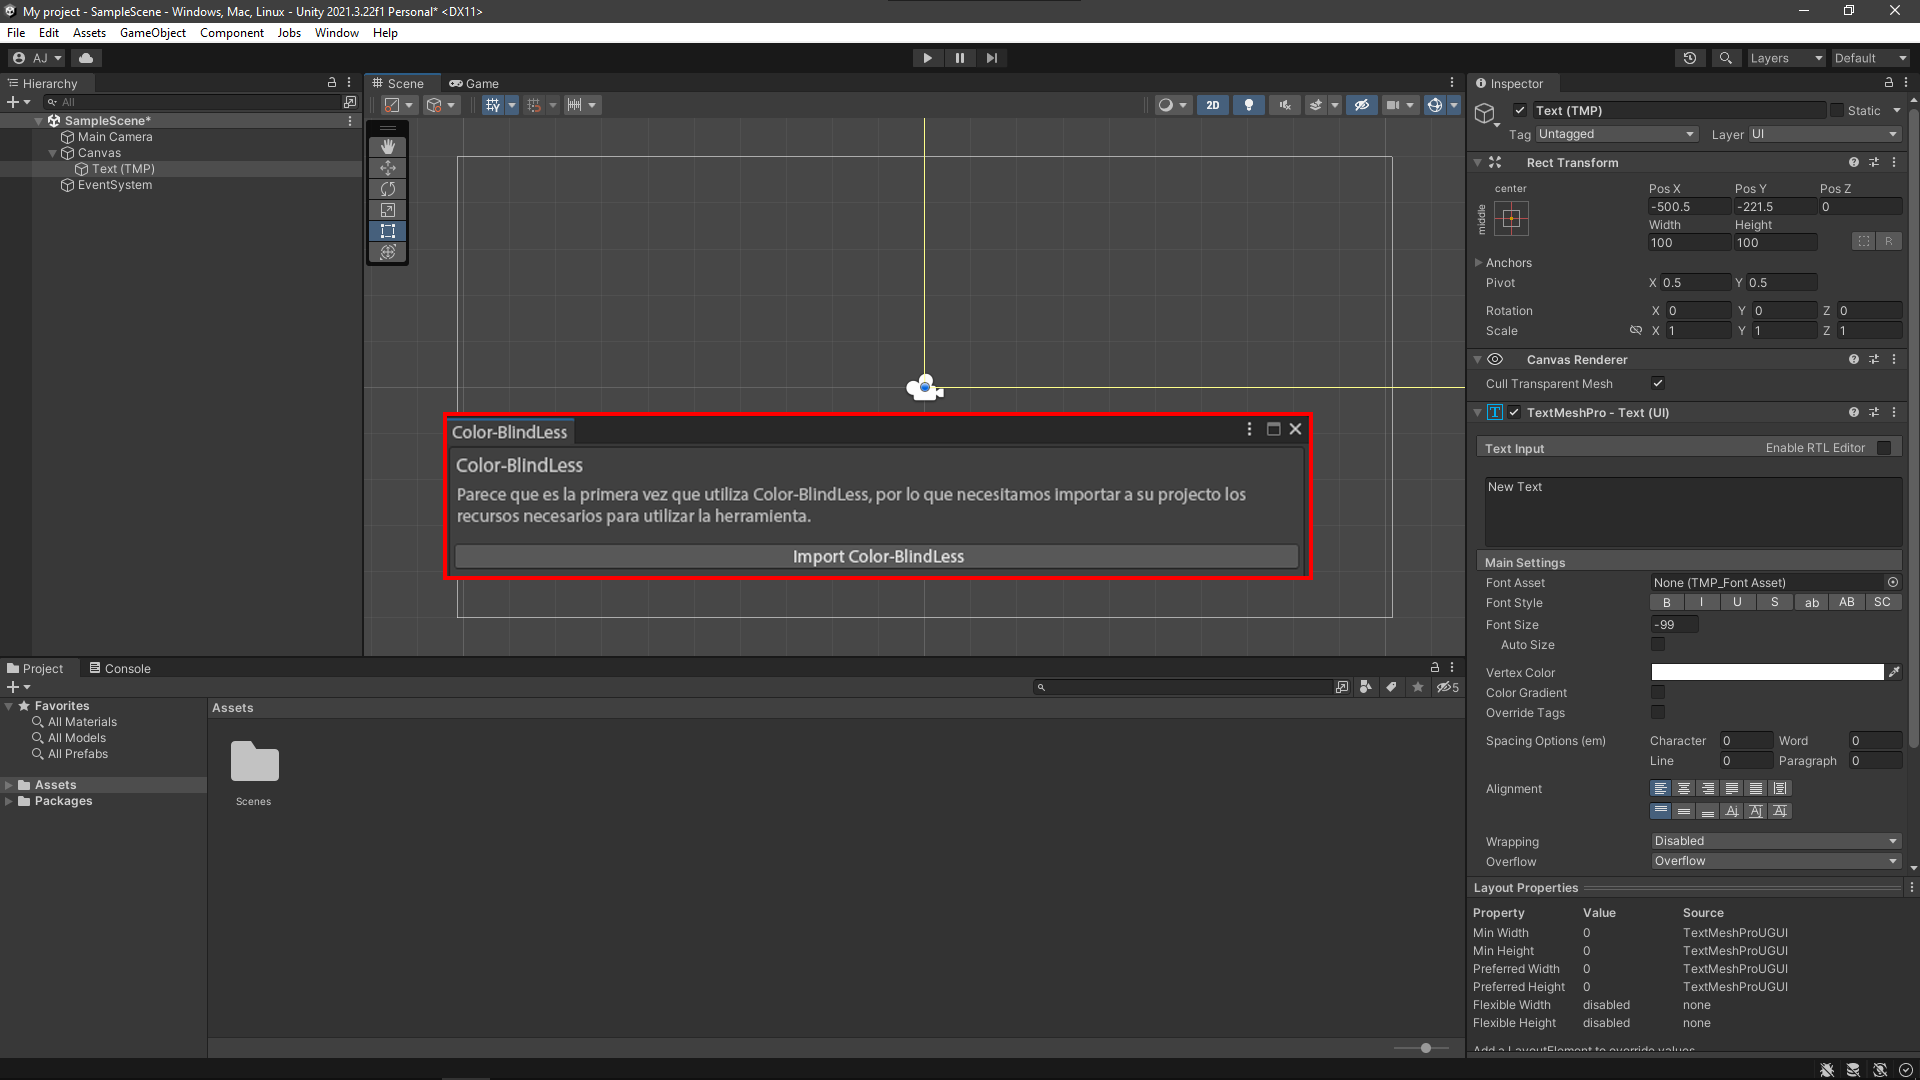 My project - SampleScene - Windows, Mac, Linux - Unity 2021.3.22f1 Personal* <DX11>
File Edit Assets GameObject Component Jobs Window Help
AJ
Layers
Default
Hierarchy
All
SampleScene*
Main Camera
Canvas
Text (TMP)
EventSystem
Scene
Game
2D
Color-BlindLess
Color-BlindLess
Parece que es la primera vez que utiliza Color-BlindLess, por lo que necesitamos importar a su projecto los
recursos necesarios para utilizar la herramienta.
Import Color-BlindLess
Project
Console
5
Favorites
All Materials
All Models
All Prefabs
Assets
Packages
Assets
Scenes
Inspector
Text (TMP)
Static
Tag Untagged Layer UI
Rect Transform
center
middle
Pos X Pos Y Pos Z
-500.5 -221.5 0
Width Height
100 100
R
Anchors
Pivot X 0.5 Y 0.5
Rotation X 0 Y 0 Z 0
Scale X 1 Y 1 Z 1
Canvas Renderer
Cull Transparent Mesh
T TextMeshPro - Text (UI)
Text Input Enable RTL Editor
New Text
Main Settings
Font Asset None (TMP_Font Asset)
Font Style B I U S ab AB SC
Font Size -99
Auto Size
Vertex Color
Color Gradient
Override Tags
Spacing Options (em) Character 0 Word 0
Line 0 Paragraph 0
Alignment
Wrapping Disabled
Overflow Overflow
Layout Properties
Property Value Source
Min Width 0 TextMeshProUGUI
Min Height 0 TextMeshProUGUI
Preferred Width 0 TextMeshProUGUI
Preferred Height 0 TextMeshProUGUI
Flexible Width disabled none
Flexible Height disabled none
Add a LayoutElement to override values